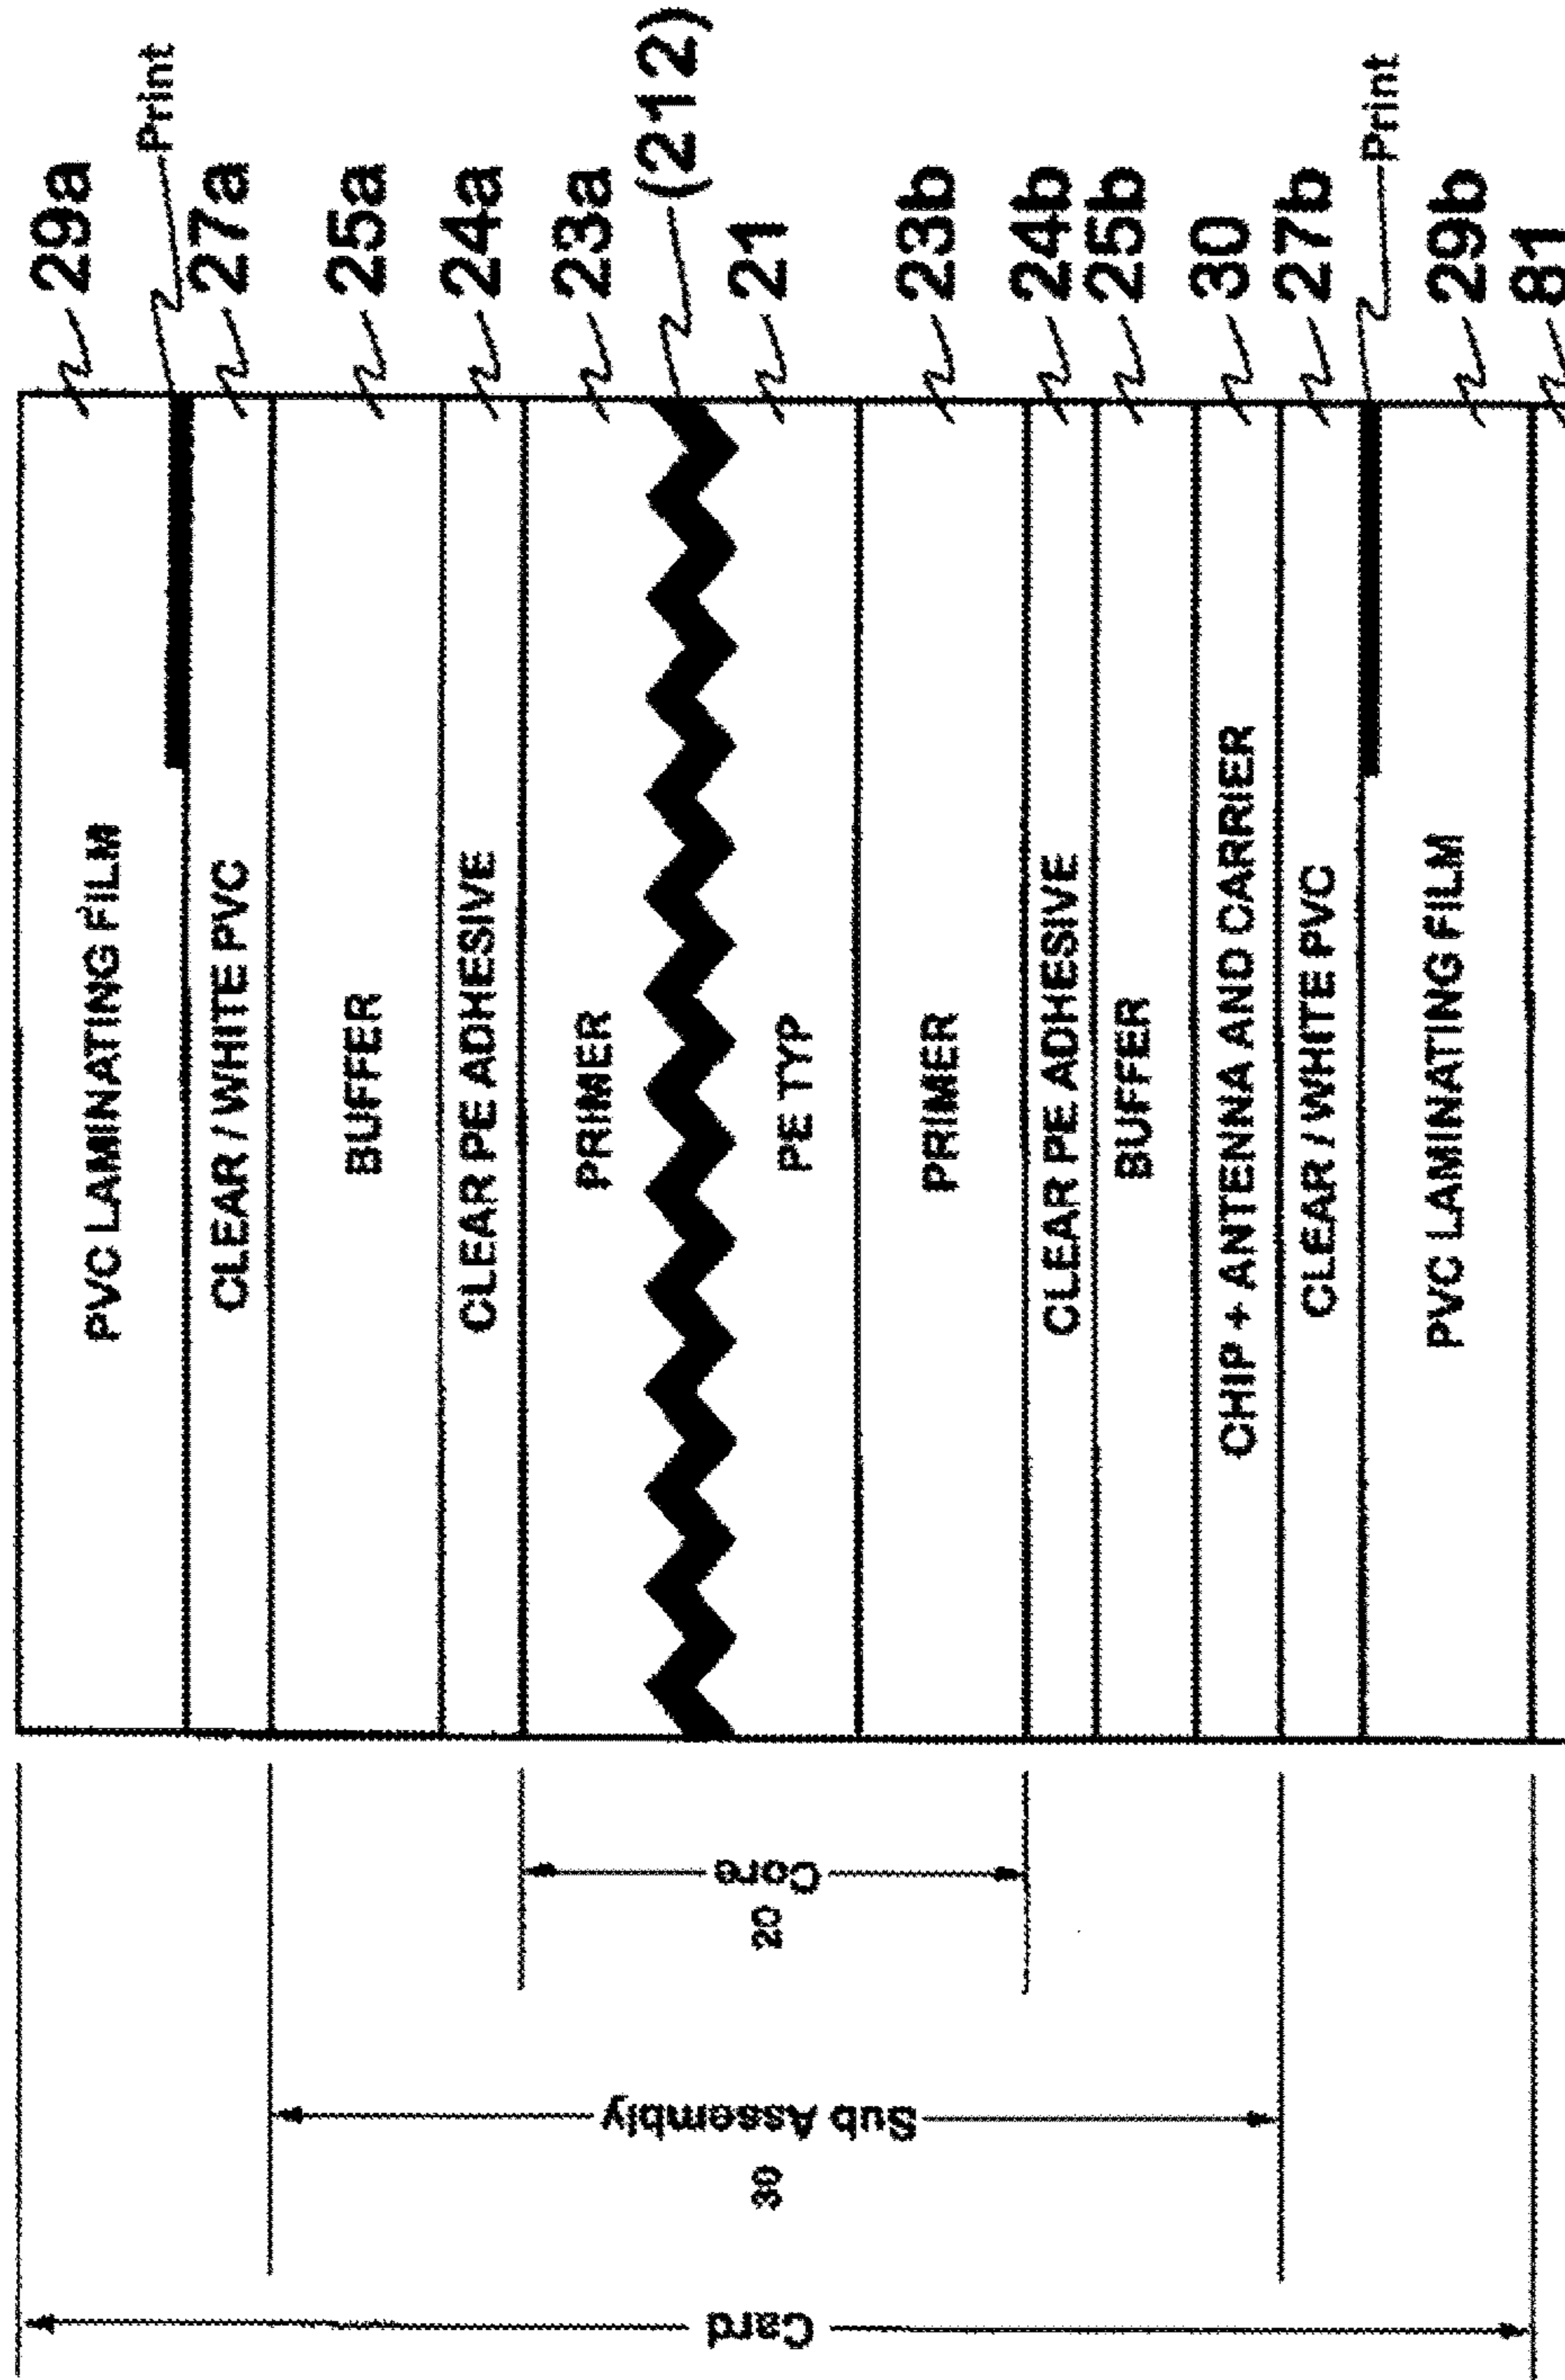 29a
Print
27a
25a
24a
23a
(212)
21
23b
24b
25b
30
27b
Print
29b
81
PVC LAMINATING FILM
CLEAR / WHITE PVC
BUFFER
CLEAR PE ADHESIVE
PRIMER
PE TYP
PRIMER
CLEAR PE ADHESIVE
BUFFER
CHIP + ANTENNA AND CARRIER
CLEAR / WHITE PVC
PVC LAMINATING FILM
Core
20
Sub Assembly
30
Card